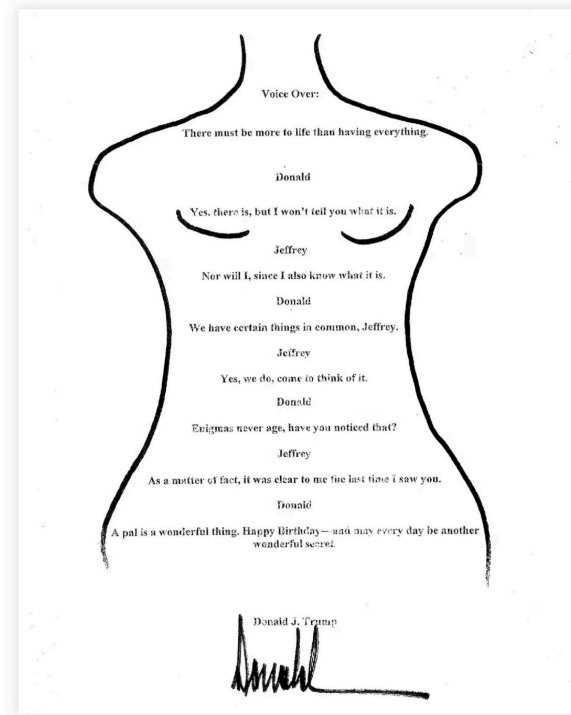 Voice Over:
There must be more to life than having everything.
Donald
Yes, there is, but I won't tell you what it is.
Jeffrey
Nor will I, since I also know what it is.
Donald
We have certain things in common, Jeffrey.
Jeffrey
Yes, we do, come to think of it.
Donald
Enigmas never age, have you noticed that?
Jeffrey
As a matter of fact, it was clear to me the last time I saw you.
Donald
A pal is a wonderful thing. Happy Birthday — and may every day be another
wonderful secret.
Donald J. Trump
Donald